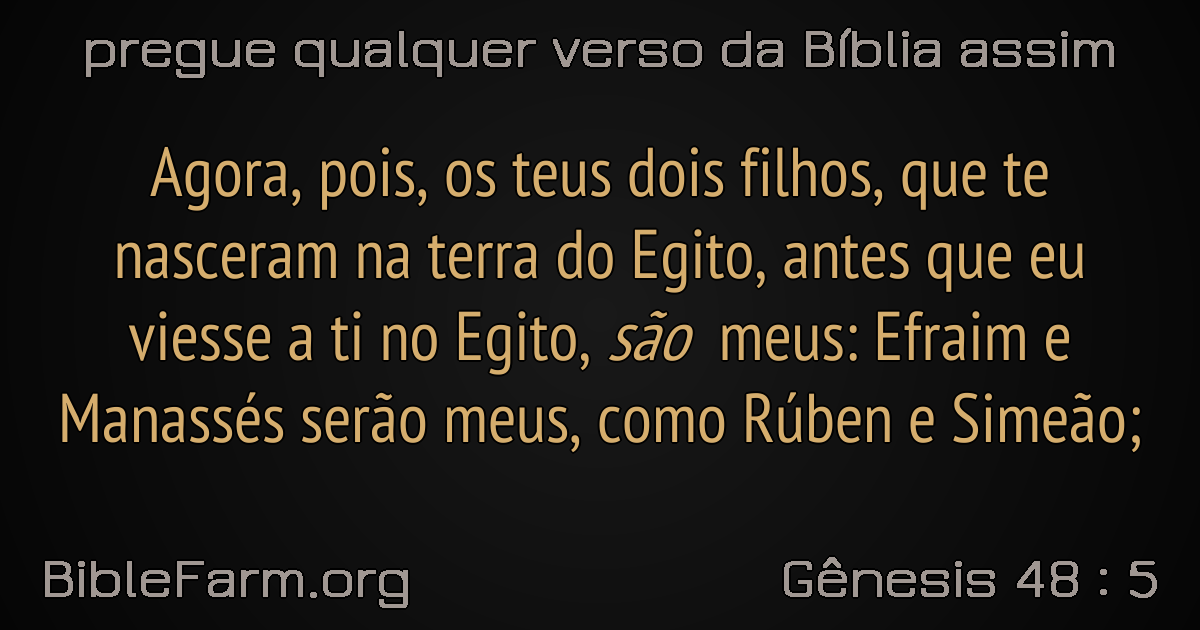 pregue qualquer verso da Bíblia assim
Agora, pois, os teus dois filhos, que te
nasceram na terra do Egito, antes que eu
viesse a ti no Egito, são meus: Efraim e
Manassés serão meus, como Rúben e Simeão;
BibleFarm.org
Gênesis 48 : 5